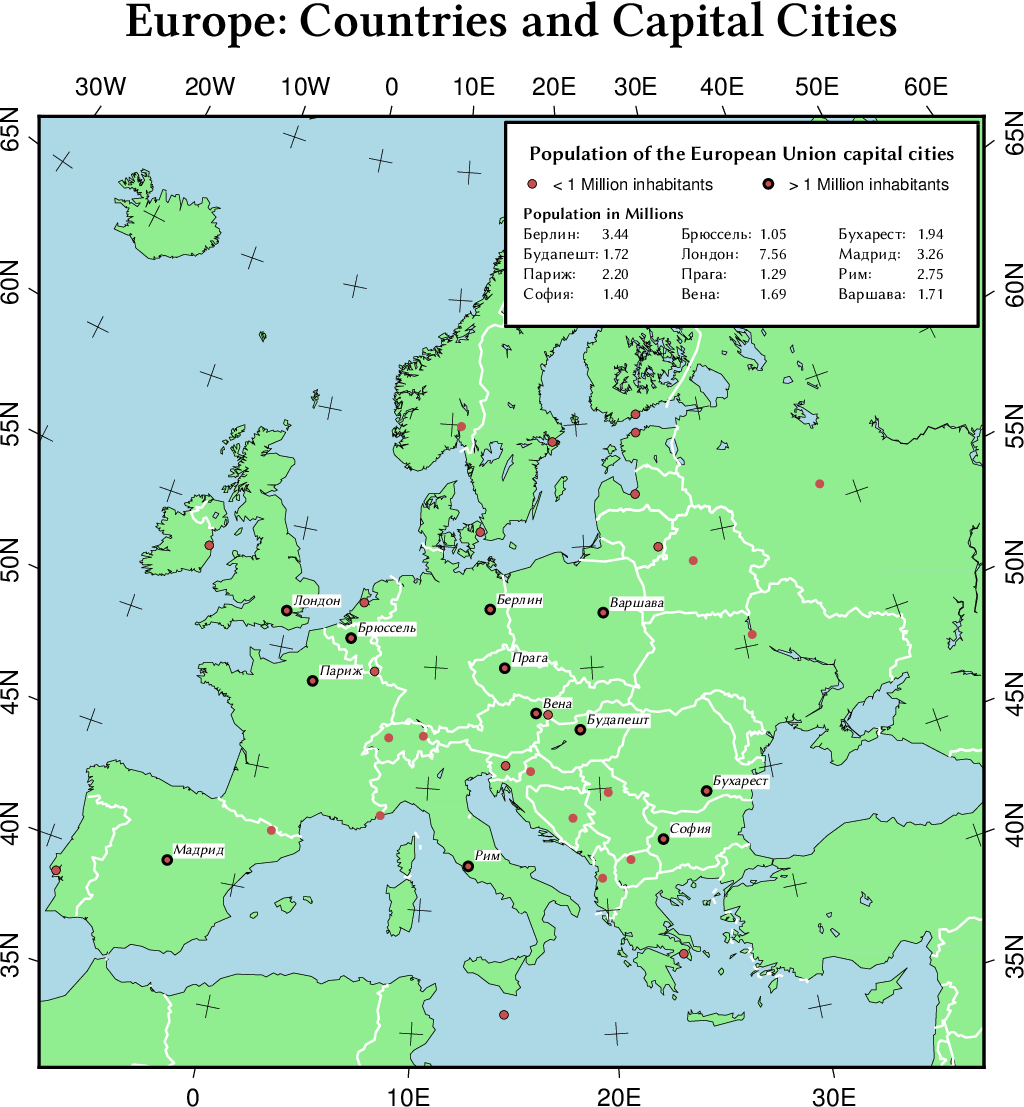 Europe: Countries and Capital Cities
30W 20W 10W 0 10E 20E 30E 40E 50E 60E
65N 65N
Population of the European Union capital cities
< 1 Million inhabitants > 1 Million inhabitants
Population in Millions
Берлин: 3.44 Брюссель: 1.05 Бухарест: 1.94
Будапешт: 1.72 Лондон: 7.56 Мадрид: 3.26
Париж: 2.20 Прага: 1.29 Рим: 2.75
София: 1.40 Вена: 1.69 Варшава: 1.71
60N 60N
55N 55N
50N 50N
Лондон Берлин Варшава
Брюссель
Прага
Париж
45N 45N
Вена
Будапешт
Бухарест
40N 40N
София
Мадрид
Рим
35N 35N
0 10E 20E 30E